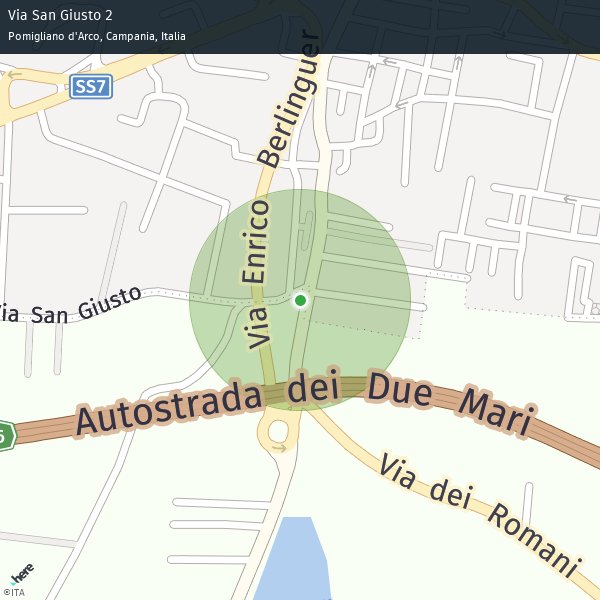 Via San Giusto 2
Pomigliano d'Arco, Campania, Italia
SS7
Via Enrico Berlinguer
Via San Giusto
Autostrada dei Due Mari
6
Via dei Romani
here
©ITA